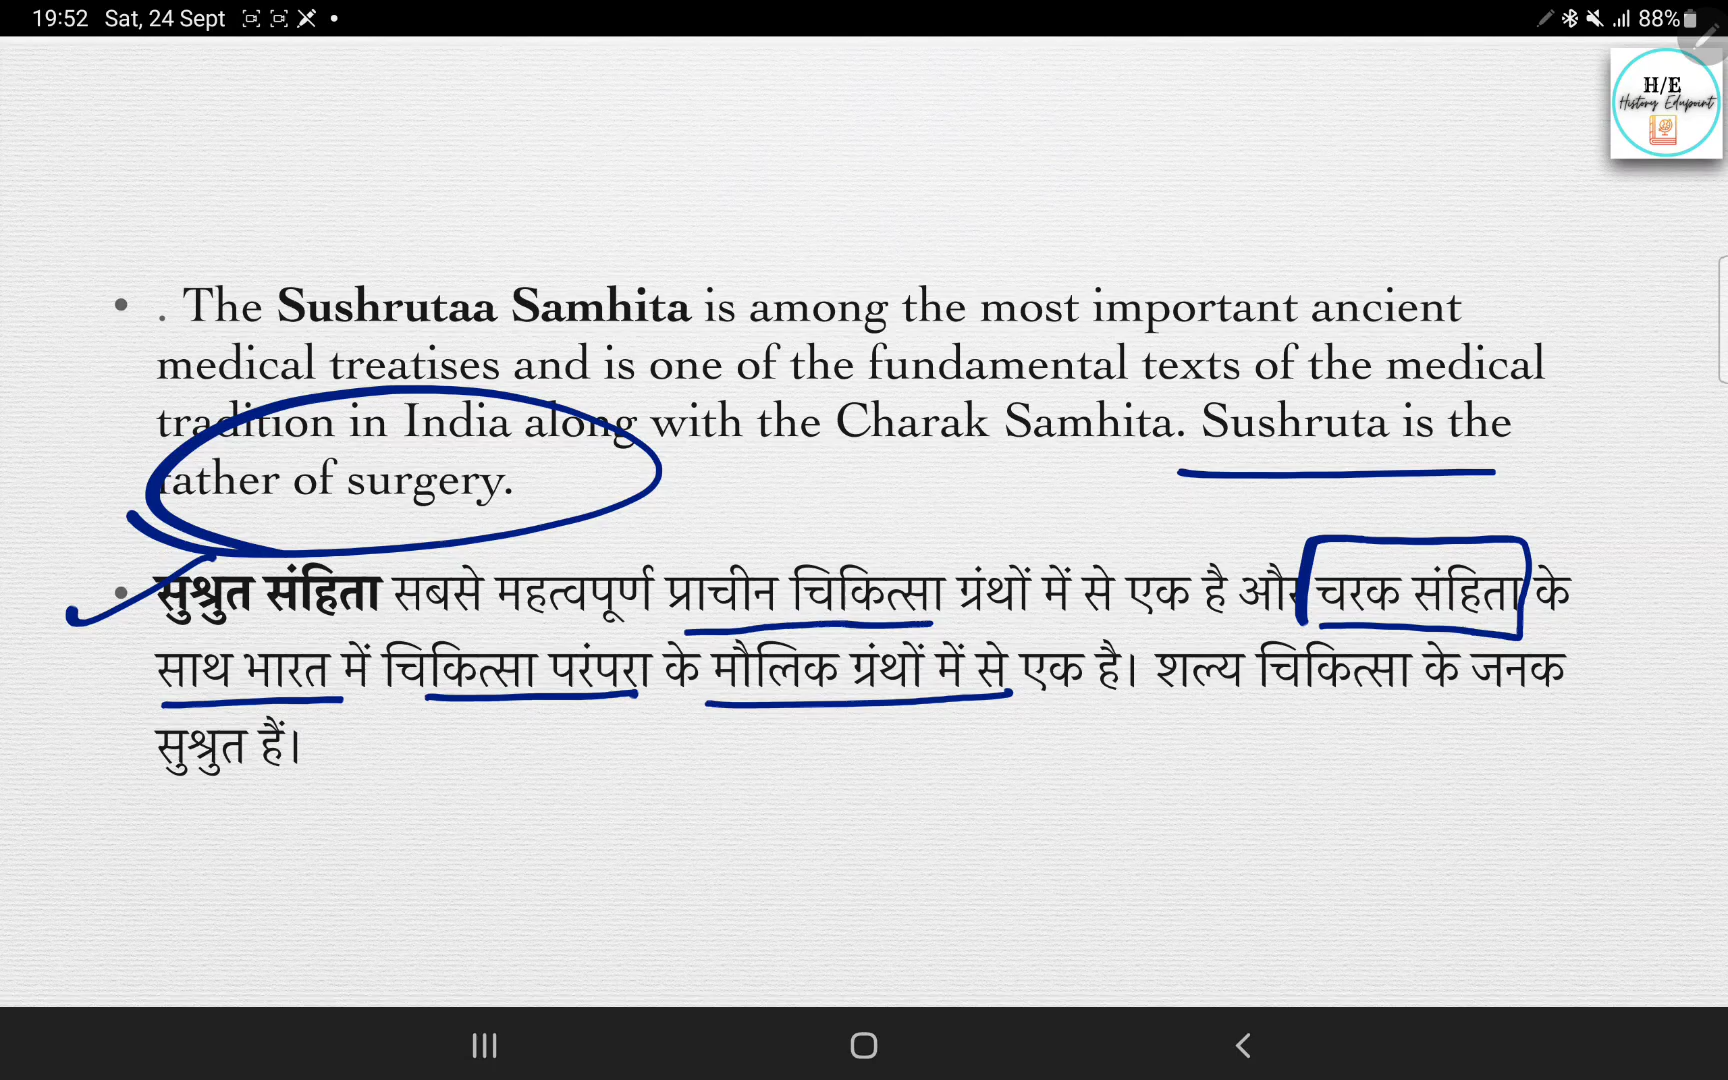 19:52 Sat, 24 Sept
88%
H/E
History Edupoint
. The Sushrutaa Samhita is among the most important ancient
medical treatises and is one of the fundamental texts of the medical
tradition in India along with the Charak Samhita. Sushruta is the
father of surgery.
सुश्रुत संहिता सबसे महत्वपूर्ण प्राचीन चिकित्सा ग्रंथों में से एक है और चरक संहिता के
साथ भारत में चिकित्सा परंपरा के मौलिक ग्रंथों में से एक है। शल्य चिकित्सा के जनक
सुश्रुत हैं।